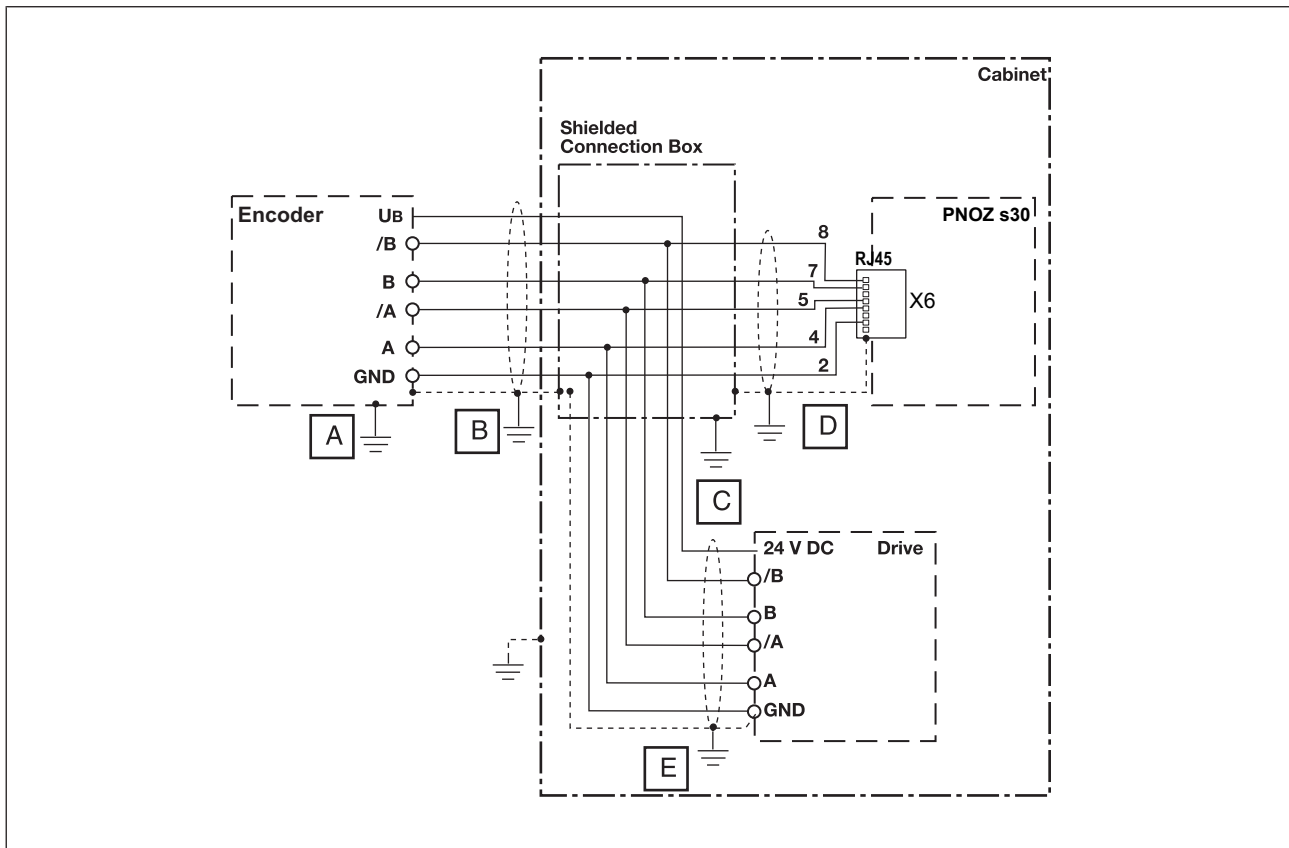 Cabinet
Shielded
Connection Box
Encoder
UB
/B
B
/A
A
GND
8
7
5
4
2
RJ45
X6
PNOZ s30
A
B
C
D
24 V DC
Drive
/B
B
/A
A
GND
E